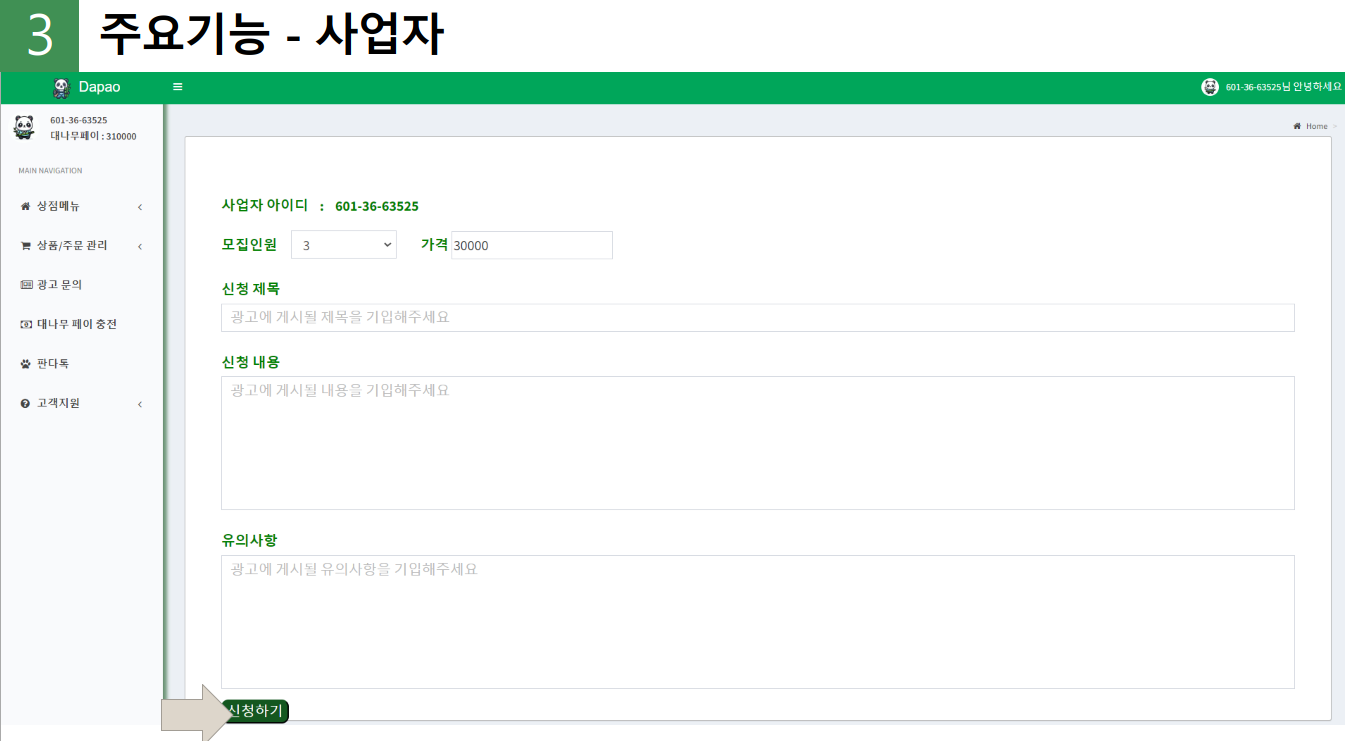 3 주요기능 - 사업자
Dapao
601-36-63525님 안녕하세요
601-36-63525
대나무페이 : 310000
Home
MAIN NAVIGATION
상점메뉴
상품/주문 관리
광고 문의
대나무 페이 충전
판다톡
고객지원
사업자 아이디 : 601-36-63525
모집인원 3 가격 30000
신청 제목
광고에 게시될 제목을 기입해주세요
신청 내용
광고에 게시될 내용을 기입해주세요
유의사항
광고에 게시될 유의사항을 기입해주세요
신청하기